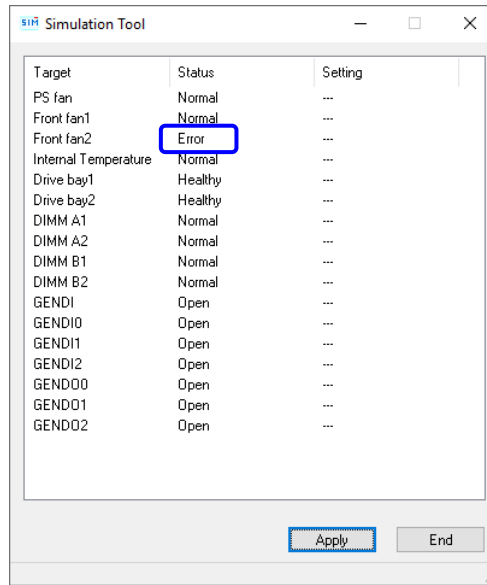 SIM Simulation Tool
Target Status Setting
PS fan Normal ---
Front fan1 Normal ---
Front fan2 Error ---
Internal Temperature Normal ---
Drive bay1 Healthy ---
Drive bay2 Healthy ---
DIMM A1 Normal ---
DIMM A2 Normal ---
DIMM B1 Normal ---
DIMM B2 Normal ---
GENDI Open ---
GENDI0 Open ---
GENDI1 Open ---
GENDI2 Open ---
GENDO0 Open ---
GENDO1 Open ---
GENDO2 Open ---
Apply End